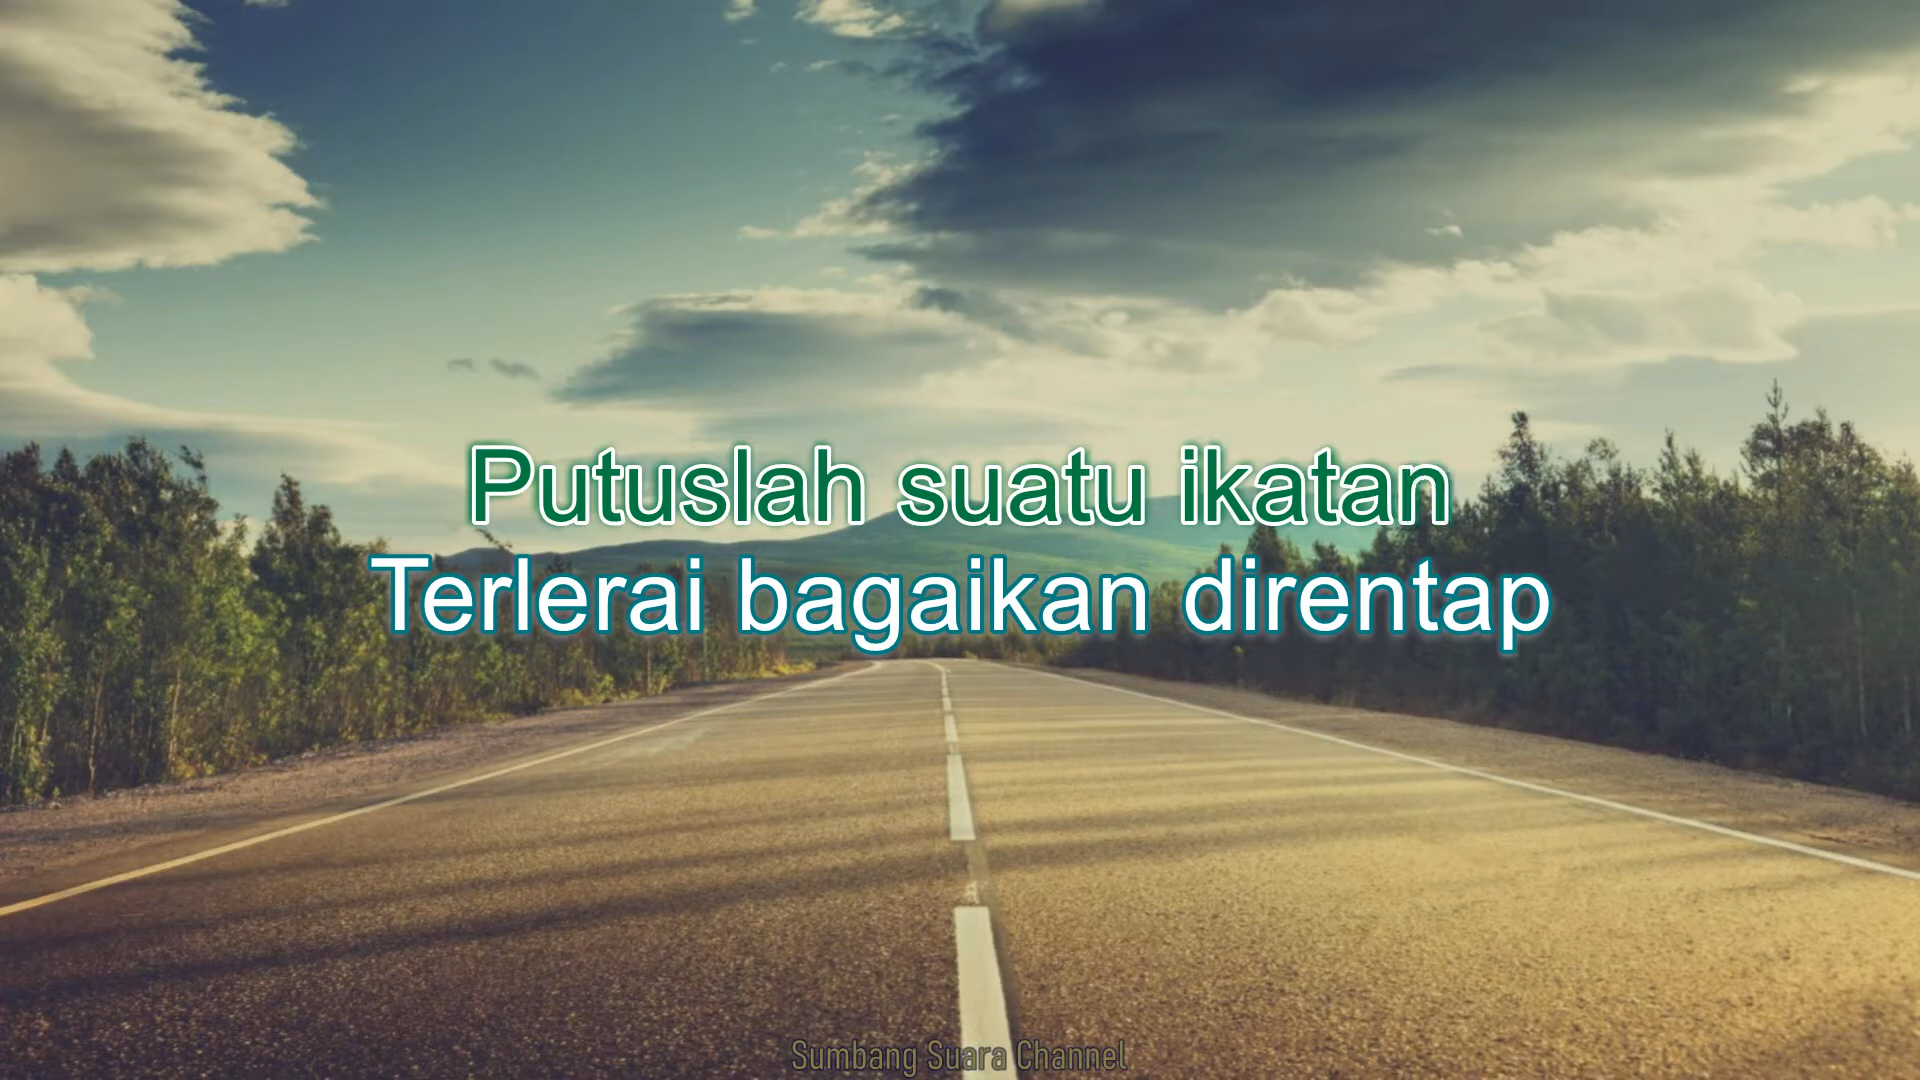 Putuslah suatu ikatan
Terlerai bagaikan direntap
Sumbang Suara Channel